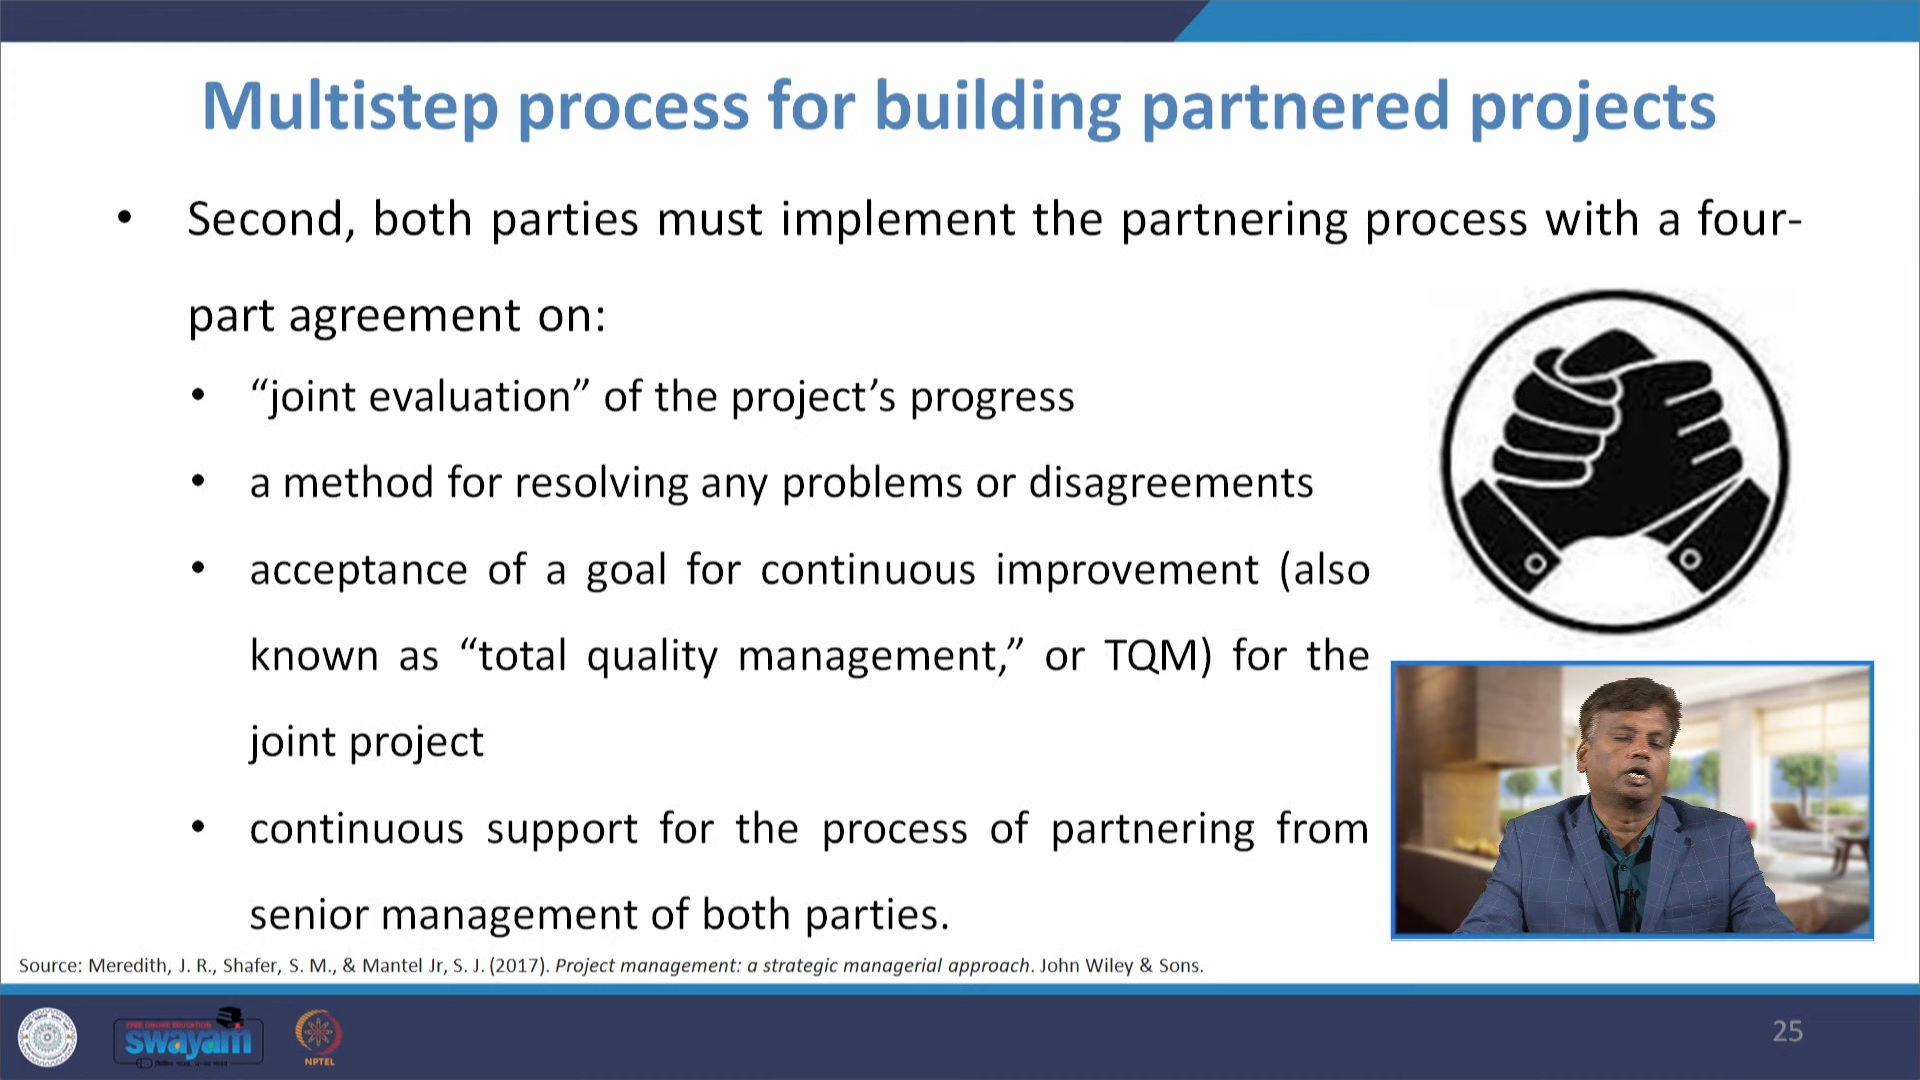 Multistep process for building partnered projects
• Second, both parties must implement the partnering process with a four-
part agreement on:
• “joint evaluation” of the project’s progress
• a method for resolving any problems or disagreements
• acceptance of a goal for continuous improvement (also
known as “total quality management,” or TQM) for the
joint project
• continuous support for the process of partnering from
senior management of both parties.
Source: Meredith, J. R., Shafer, S. M., & Mantel Jr, S. J. (2017). Project management: a strategic managerial approach. John Wiley & Sons.
FREE ONLINE EDUCATION
swayam
NPTEL
25